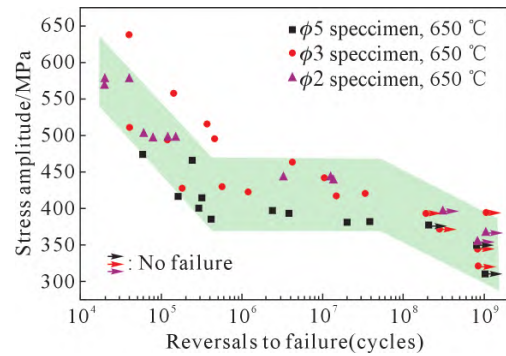 Stress amplitude/MPa
650
600
550
500
450
400
350
300
ϕ5 speccimen, 650 ℃
ϕ3 speccimen, 650 ℃
ϕ2 speccimen, 650 ℃
: No failure
10⁴ 10⁵ 10⁶ 10⁷ 10⁸ 10⁹
Reversals to failure(cycles)